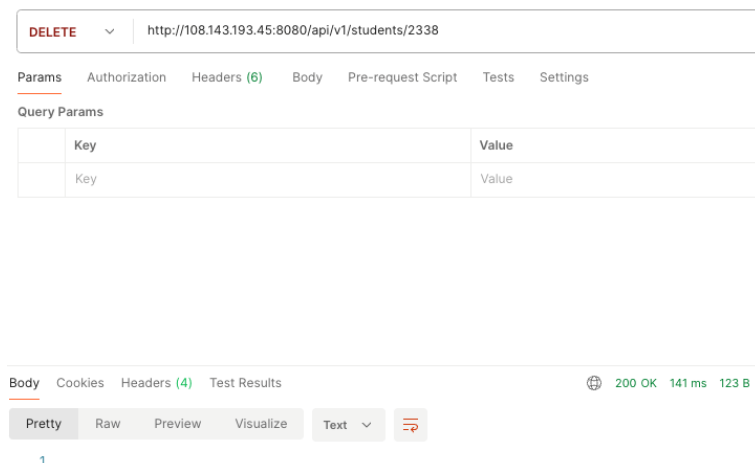 DELETE http://108.143.193.45:8080/api/v1/students/2338
Params Authorization Headers (6) Body Pre-request Script Tests Settings
Query Params
Key Value
Key Value
Body Cookies Headers (4) Test Results 200 OK 141 ms 123 B
Pretty Raw Preview Visualize Text
1